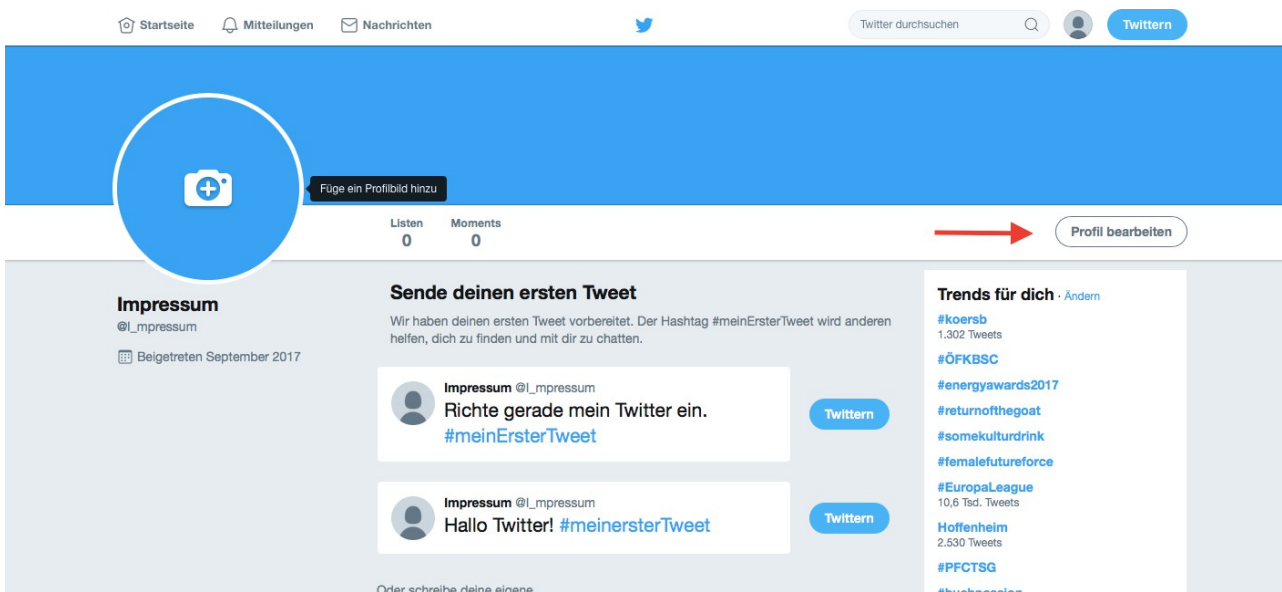 Startseite
Mitteilungen
Nachrichten
Twitter durchsuchen
Twittern
Füge ein Profilbild hinzu
Listen
0
Moments
0
Profil bearbeiten
Impressum
@I_mpressum
Beigetreten September 2017
Sende deinen ersten Tweet
Wir haben deinen ersten Tweet vorbereitet. Der Hashtag #meinErsterTweet wird anderen
helfen, dich zu finden und mit dir zu chatten.
Impressum @I_mpressum
Richte gerade mein Twitter ein.
#meinErsterTweet
Twittern
Impressum @I_mpressum
Hallo Twitter! #meinersterTweet
Twittern
Oder schreibe deine eigene
Trends für dich · Ändern
#koersb
1.302 Tweets
#ÖFKBSC
#energyawards2017
#returnofthegoat
#somekulturdrink
#femalefutureforce
#EuropaLeague
10,6 Tsd. Tweets
Hoffenheim
2.530 Tweets
#PFCTSG